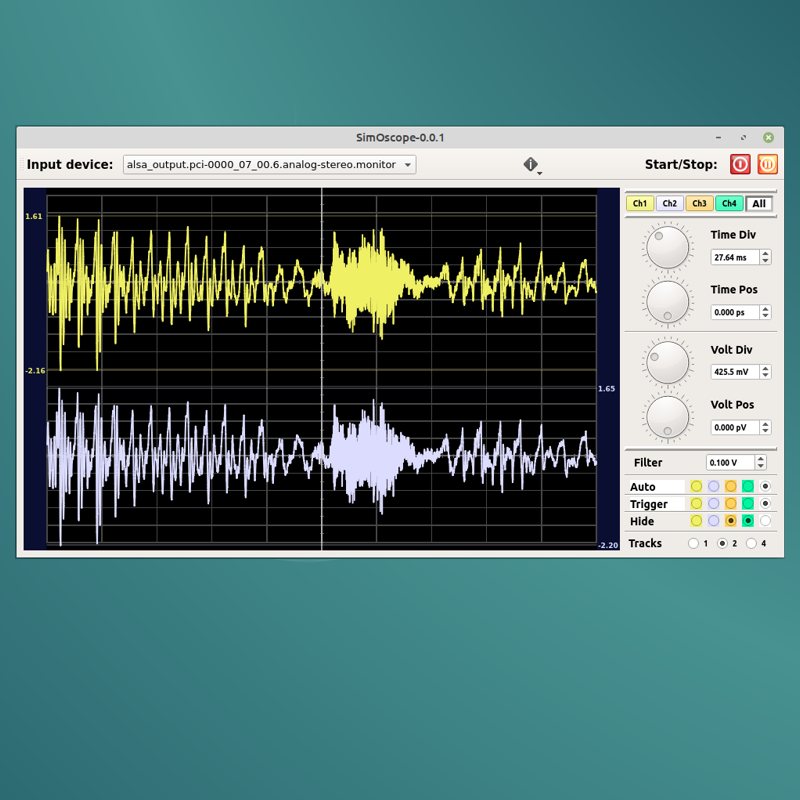 SimOscope-0.0.1
Input device: alsa_output.pci-0000_07_00.6.analog-stereo.monitor Start/Stop:
Ch1 Ch2 Ch3 Ch4 All
1.61
-2.16
1.65
-2.20
Time Div
27.64 ms
Time Pos
0.000 ps
Volt Div
425.5 mV
Volt Pos
0.000 pV
Filter 0.100 V
Auto
Trigger
Hide
Tracks 1 2 4